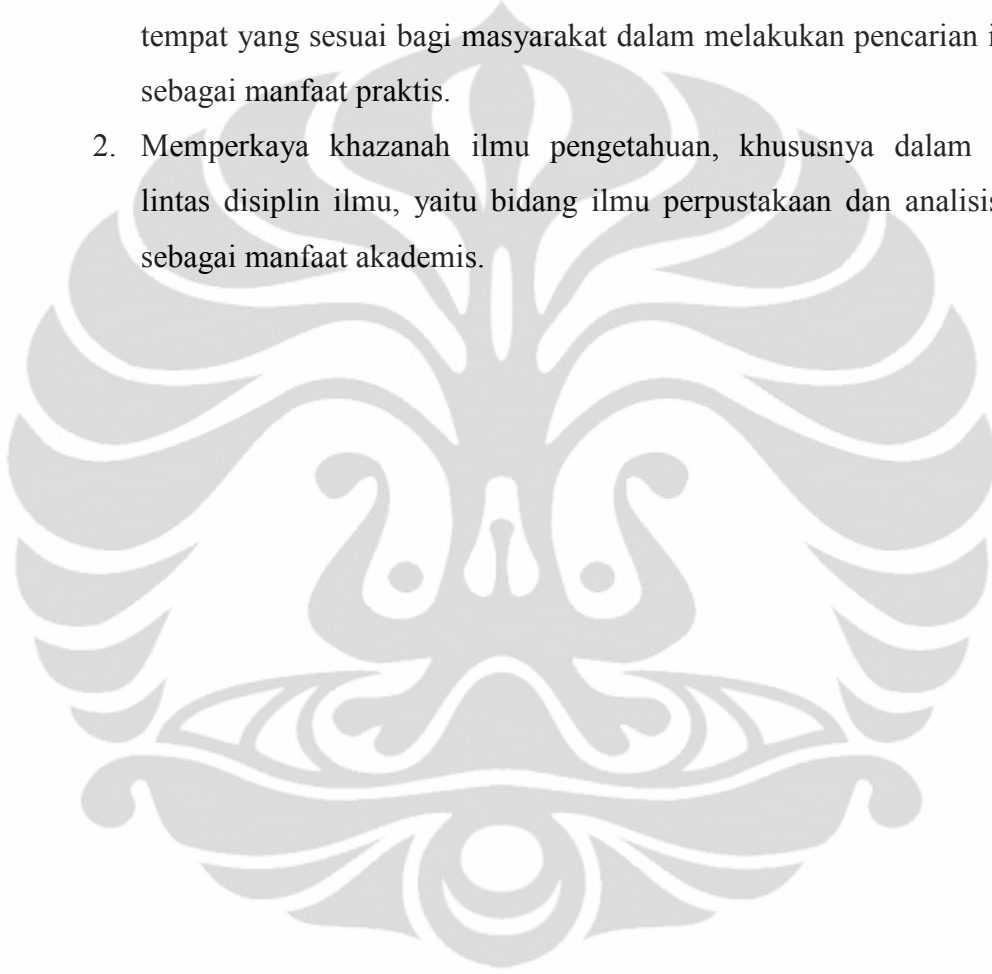 tempat yang sesuai bagi masyarakat dalam melakukan pencarian
sebagai manfaat praktis.
2. Memperkaya khazanah ilmu pengetahuan, khususnya dalam
lintas disiplin ilmu, yaitu bidang ilmu perpustakaan dan analisis
sebagai manfaat akademis.